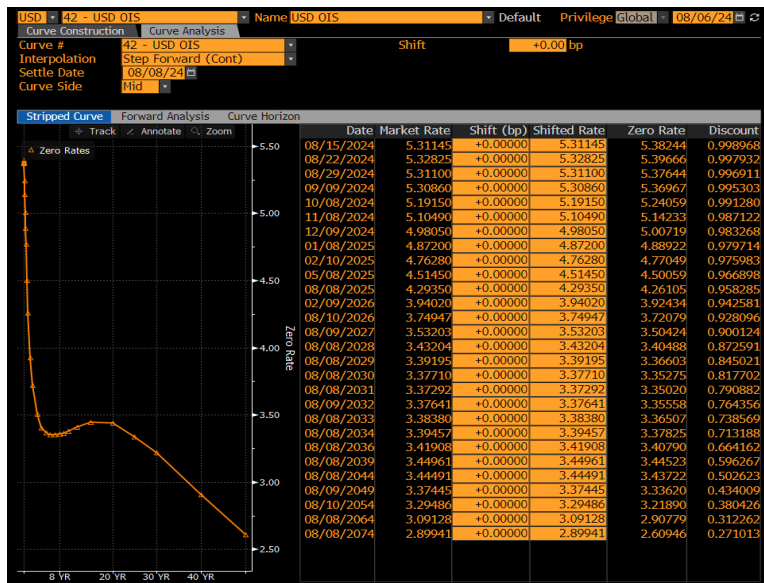 USD 42 - USD OIS Name USD OIS Default Privilege Global 08/06/24
Curve Construction Curve Analysis
Curve # 42 - USD OIS Shift +0.00 bp
Interpolation Step Forward (Cont)
Settle Date 08/08/24
Curve Side Mid
Stripped Curve Forward Analysis Curve Horizon
Track Annotate Zoom
Zero Rates
5.50
5.00
4.50
4.00
3.50
3.00
2.50
Zero Rate
8 YR 20 YR 30 YR 40 YR
Date Market Rate Shift (bp) Shifted Rate Zero Rate Discount
08/15/2024 5.31145 +0.00000 5.31145 5.38244 0.998968
08/22/2024 5.32825 +0.00000 5.32825 5.39666 0.997932
08/29/2024 5.31100 +0.00000 5.31100 5.37644 0.996911
09/09/2024 5.30860 +0.00000 5.30860 5.36967 0.995303
10/08/2024 5.19150 +0.00000 5.19150 5.24059 0.991280
11/08/2024 5.10490 +0.00000 5.10490 5.14233 0.987122
12/09/2024 4.98050 +0.00000 4.98050 5.00719 0.983268
01/08/2025 4.87200 +0.00000 4.87200 4.88922 0.979714
02/10/2025 4.76280 +0.00000 4.76280 4.77049 0.975983
05/08/2025 4.51450 +0.00000 4.51450 4.50059 0.966898
08/08/2025 4.29350 +0.00000 4.29350 4.26105 0.958285
02/09/2026 3.94020 +0.00000 3.94020 3.92434 0.942581
08/10/2026 3.74947 +0.00000 3.74947 3.72079 0.928096
08/09/2027 3.53203 +0.00000 3.53203 3.50424 0.900124
08/08/2028 3.43204 +0.00000 3.43204 3.40488 0.872591
08/08/2029 3.39195 +0.00000 3.39195 3.36603 0.845021
08/08/2030 3.37710 +0.00000 3.37710 3.35275 0.817702
08/08/2031 3.37292 +0.00000 3.37292 3.35020 0.790882
08/09/2032 3.37641 +0.00000 3.37641 3.35558 0.764356
08/08/2033 3.38380 +0.00000 3.38380 3.36507 0.738569
08/08/2034 3.39457 +0.00000 3.39457 3.37825 0.713188
08/08/2036 3.41908 +0.00000 3.41908 3.40790 0.664162
08/08/2039 3.44961 +0.00000 3.44961 3.44523 0.596267
08/08/2044 3.44491 +0.00000 3.44491 3.43722 0.502623
08/09/2049 3.37445 +0.00000 3.37445 3.33620 0.434009
08/10/2054 3.29486 +0.00000 3.29486 3.21890 0.380426
08/08/2064 3.09128 +0.00000 3.09128 2.90779 0.312262
08/08/2074 2.89941 +0.00000 2.89941 2.60946 0.271013